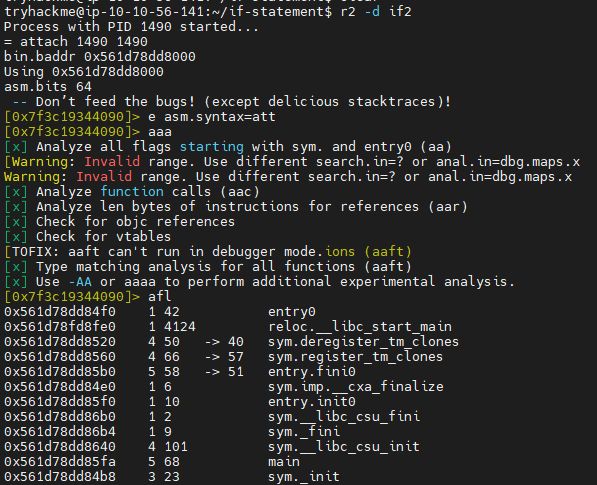 tryhackme@ip-10-10-56-141:~/if-statement$ r2 -d if2
Process with PID 1490 started...
= attach 1490 1490
bin.baddr 0x561d78dd8000
Using 0x561d78dd8000
asm.bits 64
 -- Don't feed the bugs! (except delicious stacktraces)!
[0x7f3c19344090]> e asm.syntax=att
[0x7f3c19344090]> aaa
[x] Analyze all flags starting with sym. and entry0 (aa)
[Warning: Invalid range. Use different search.in=? or anal.in=dbg.maps.x
Warning: Invalid range. Use different search.in=? or anal.in=dbg.maps.x
[x] Analyze function calls (aac)
[x] Analyze len bytes of instructions for references (aar)
[x] Check for objc references
[x] Check for vtables
[TOFIX: aaft can't run in debugger mode.ions (aaft)
[x] Type matching analysis for all functions (aaft)
[x] Use -AA or aaaa to perform additional experimental analysis.
[0x7f3c19344090]> afl
0x561d78dd84f0    1 42           entry0
0x561d78fd8fe0    1 4124         reloc.__libc_start_main
0x561d78dd8520    4 50   -> 40   sym.deregister_tm_clones
0x561d78dd8560    4 66   -> 57   sym.register_tm_clones
0x561d78dd85b0    5 58   -> 51   entry.fini0
0x561d78dd84e0    1 6            sym.imp.__cxa_finalize
0x561d78dd85f0    1 10           entry.init0
0x561d78dd86b0    1 2            sym.__libc_csu_fini
0x561d78dd86b4    1 9            sym._fini
0x561d78dd8640    4 101          sym.__libc_csu_init
0x561d78dd85fa    5 68           main
0x561d78dd84b8    3 23           sym._init